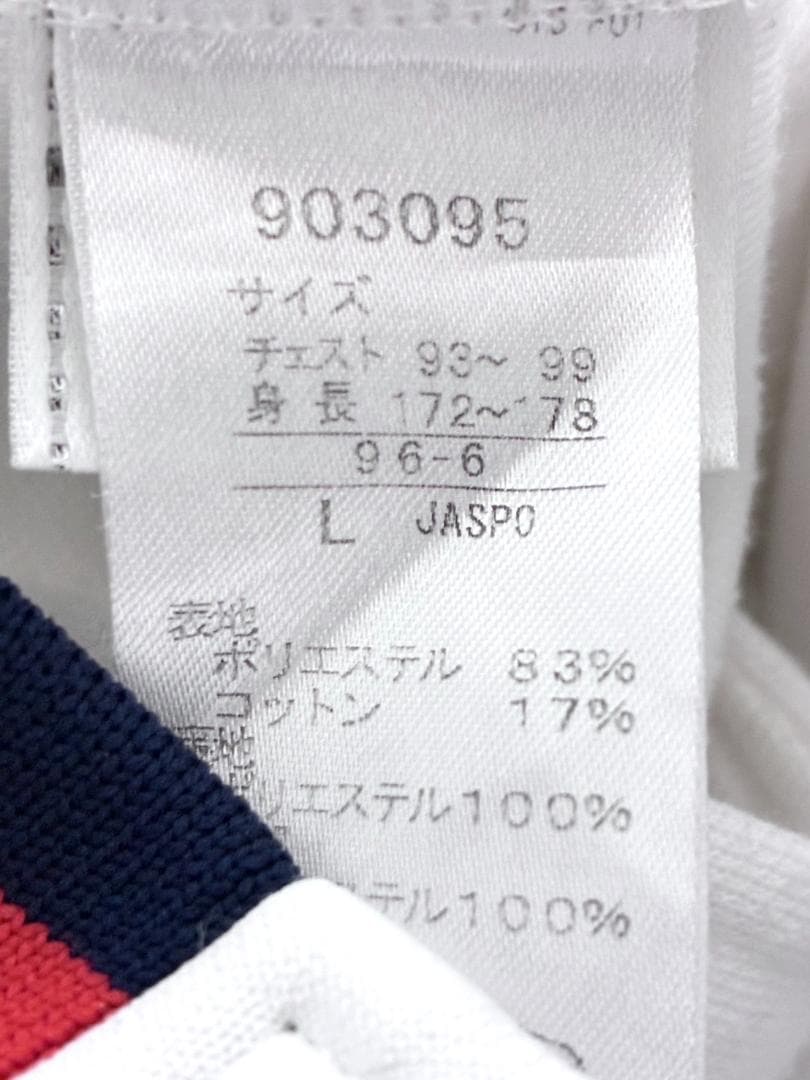 903095
サイズ
チェスト 93〜 99
身 長 172〜178
96-6
L JASPO
表地
ポリエステル 83%
コットン 17%
リエステル100%
テル100%